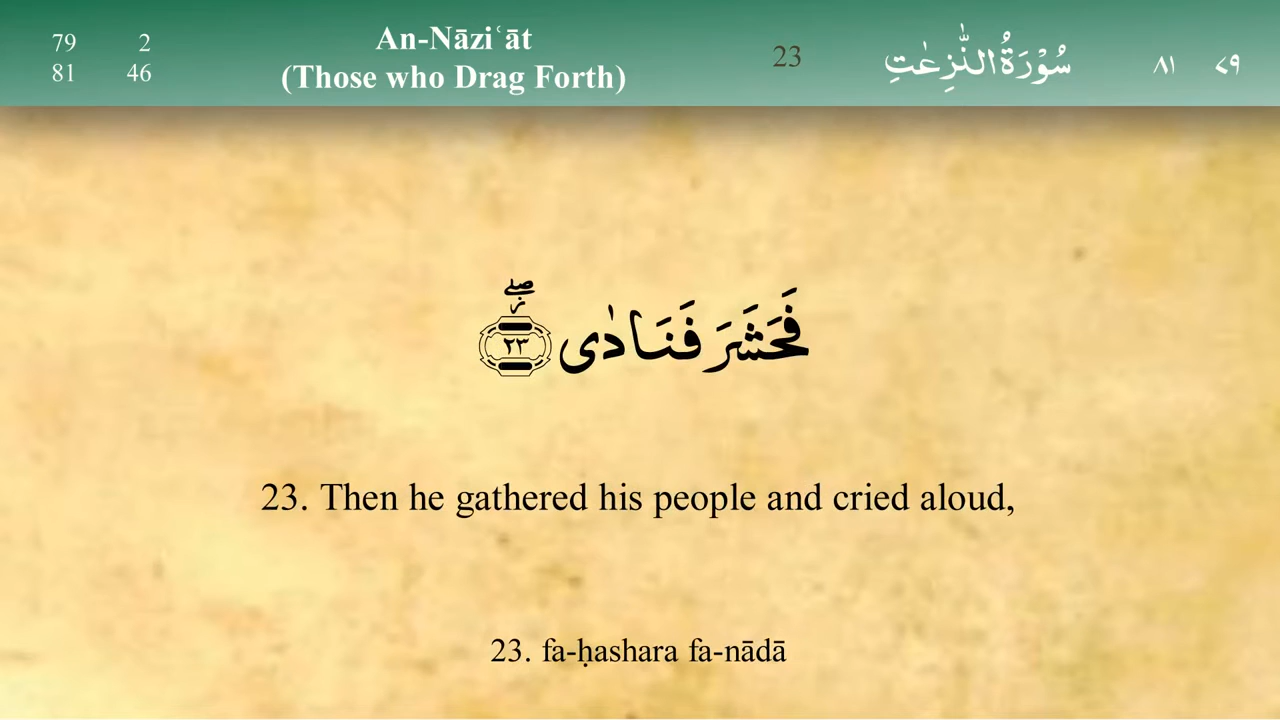 79 2
81 46
An-Nāziʿāt
(Those who Drag Forth)
23
سُوْرَةُ النّٰزِعٰتِ
٨١ ٧٩
فَحَشَرَ فَنَادٰى ۖ ٢٣
23. Then he gathered his people and cried aloud,
23. fa-ḥashara fa-nādā